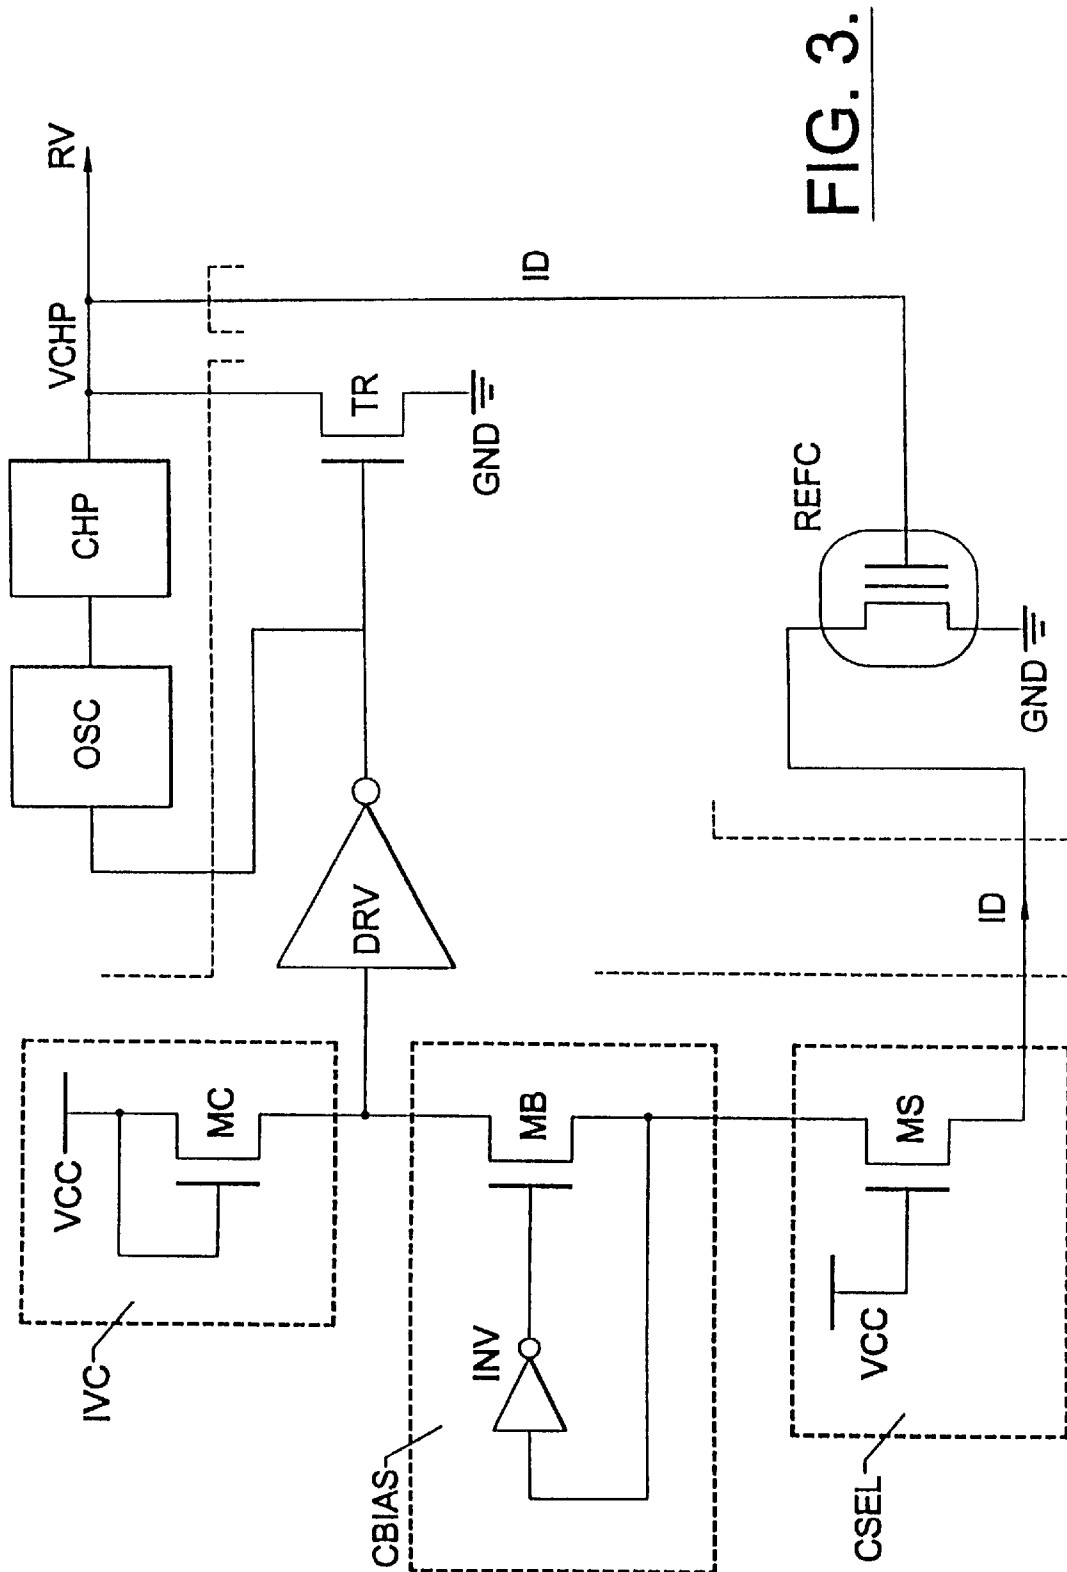 OSC
CHP
VCHP
RV
IVC
VCC
MC
DRV
TR
GND
ID
CBIAS
INV
MB
REFC
GND
CSEL
VCC
MS
ID
FIG. 3.